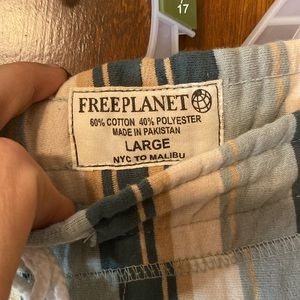 17
FREEPLANET
60% COTTON 40% POLYESTER
MADE IN PAKISTAN
LARGE
NYC TO MALIBU